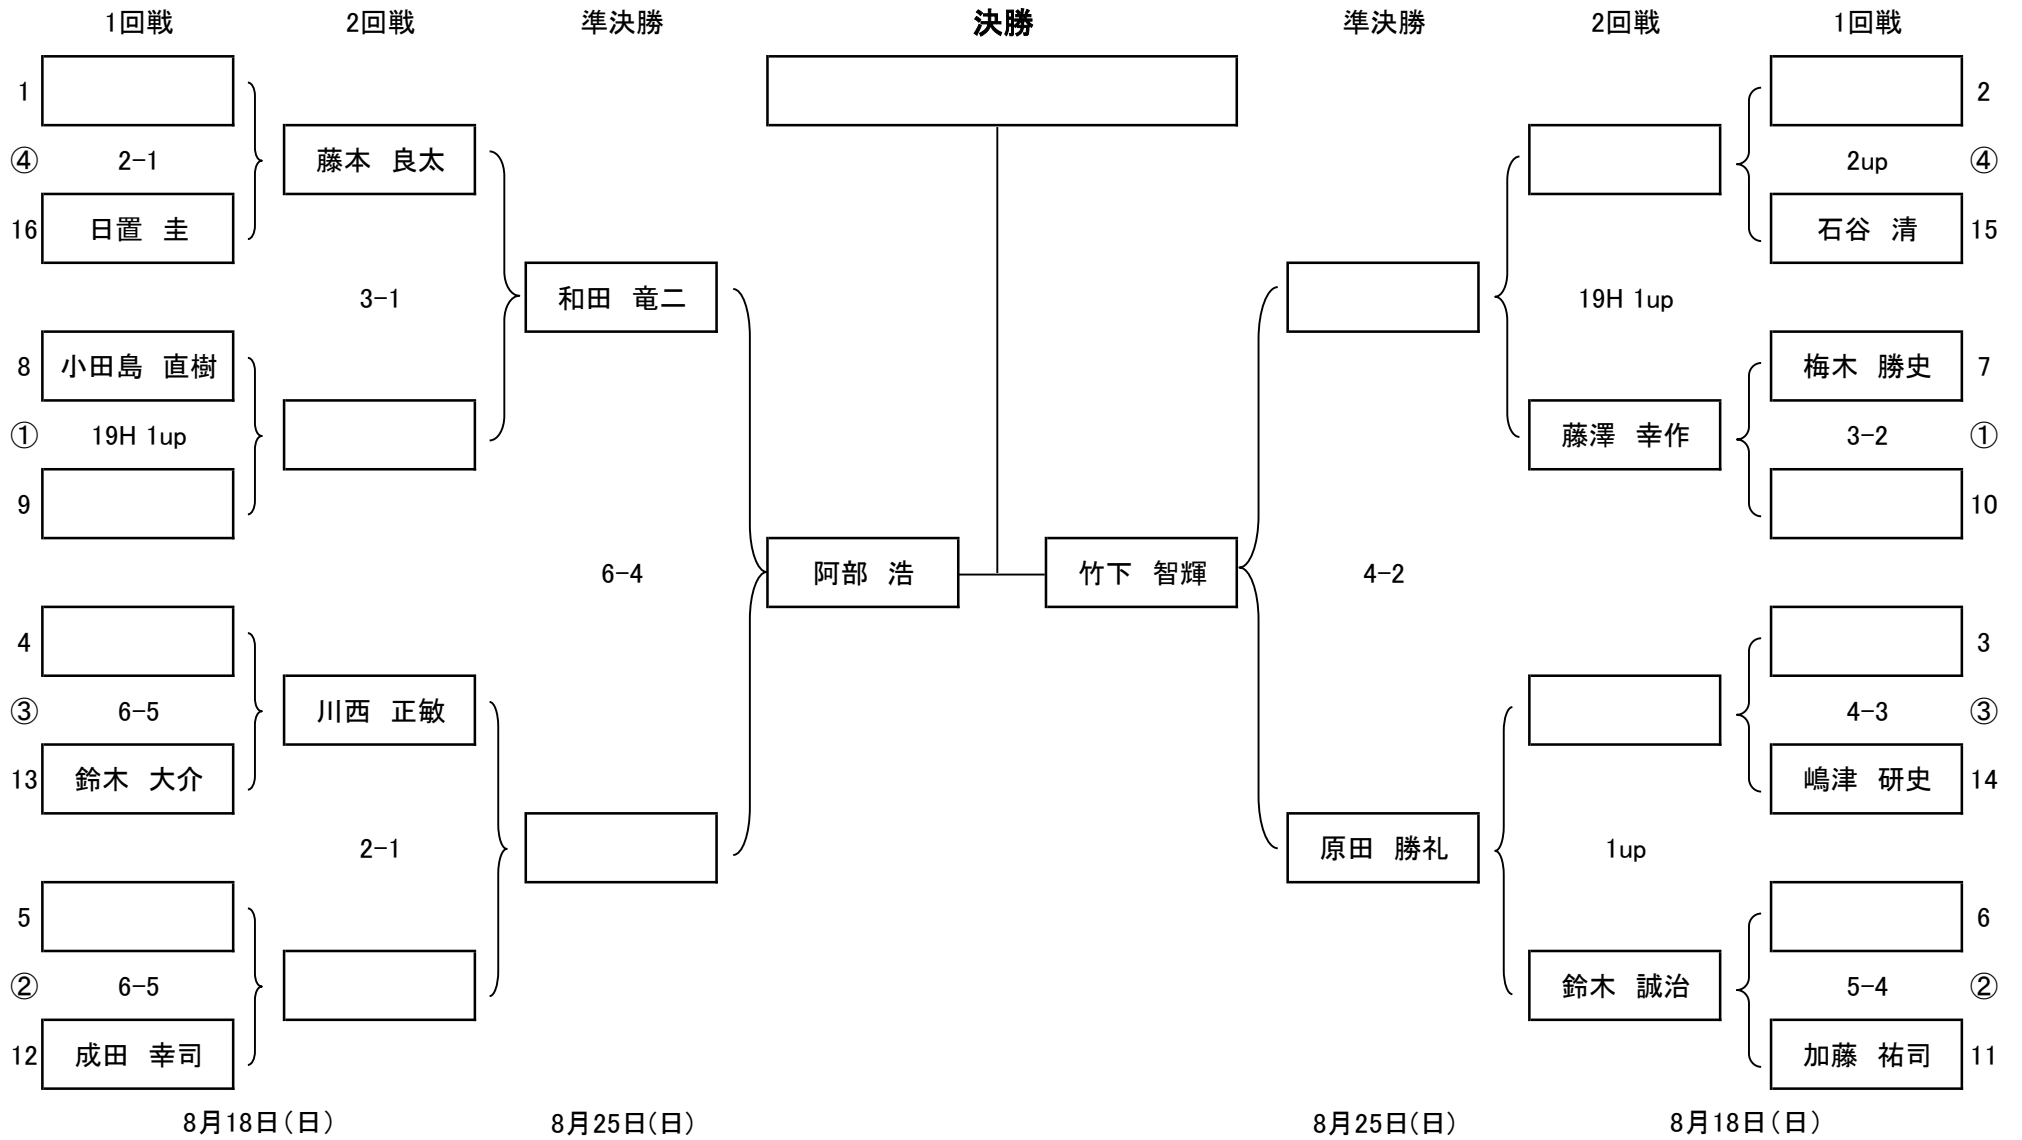 1回戦 2回戦 準決勝 決勝 準決勝 2回戦 1回戦
1 2
④ 2-1 藤本 良太 2up ④
16 日置 圭 石谷 清 15
3-1 和田 竜二 19H 1up
8 小田島 直樹 梅木 勝史 7
① 19H 1up 藤澤 幸作 3-2 ①
9 10
6-4 阿部 浩 竹下 智輝 4-2
4 3
③ 6-5 川西 正敏 4-3 ③
13 鈴木 大介 嶋津 研史 14
2-1 原田 勝礼 1up
5 6
② 6-5 鈴木 誠治 5-4 ②
12 成田 幸司 加藤 祐司 11
8月18日(日) 8月25日(日) 8月25日(日) 8月18日(日)